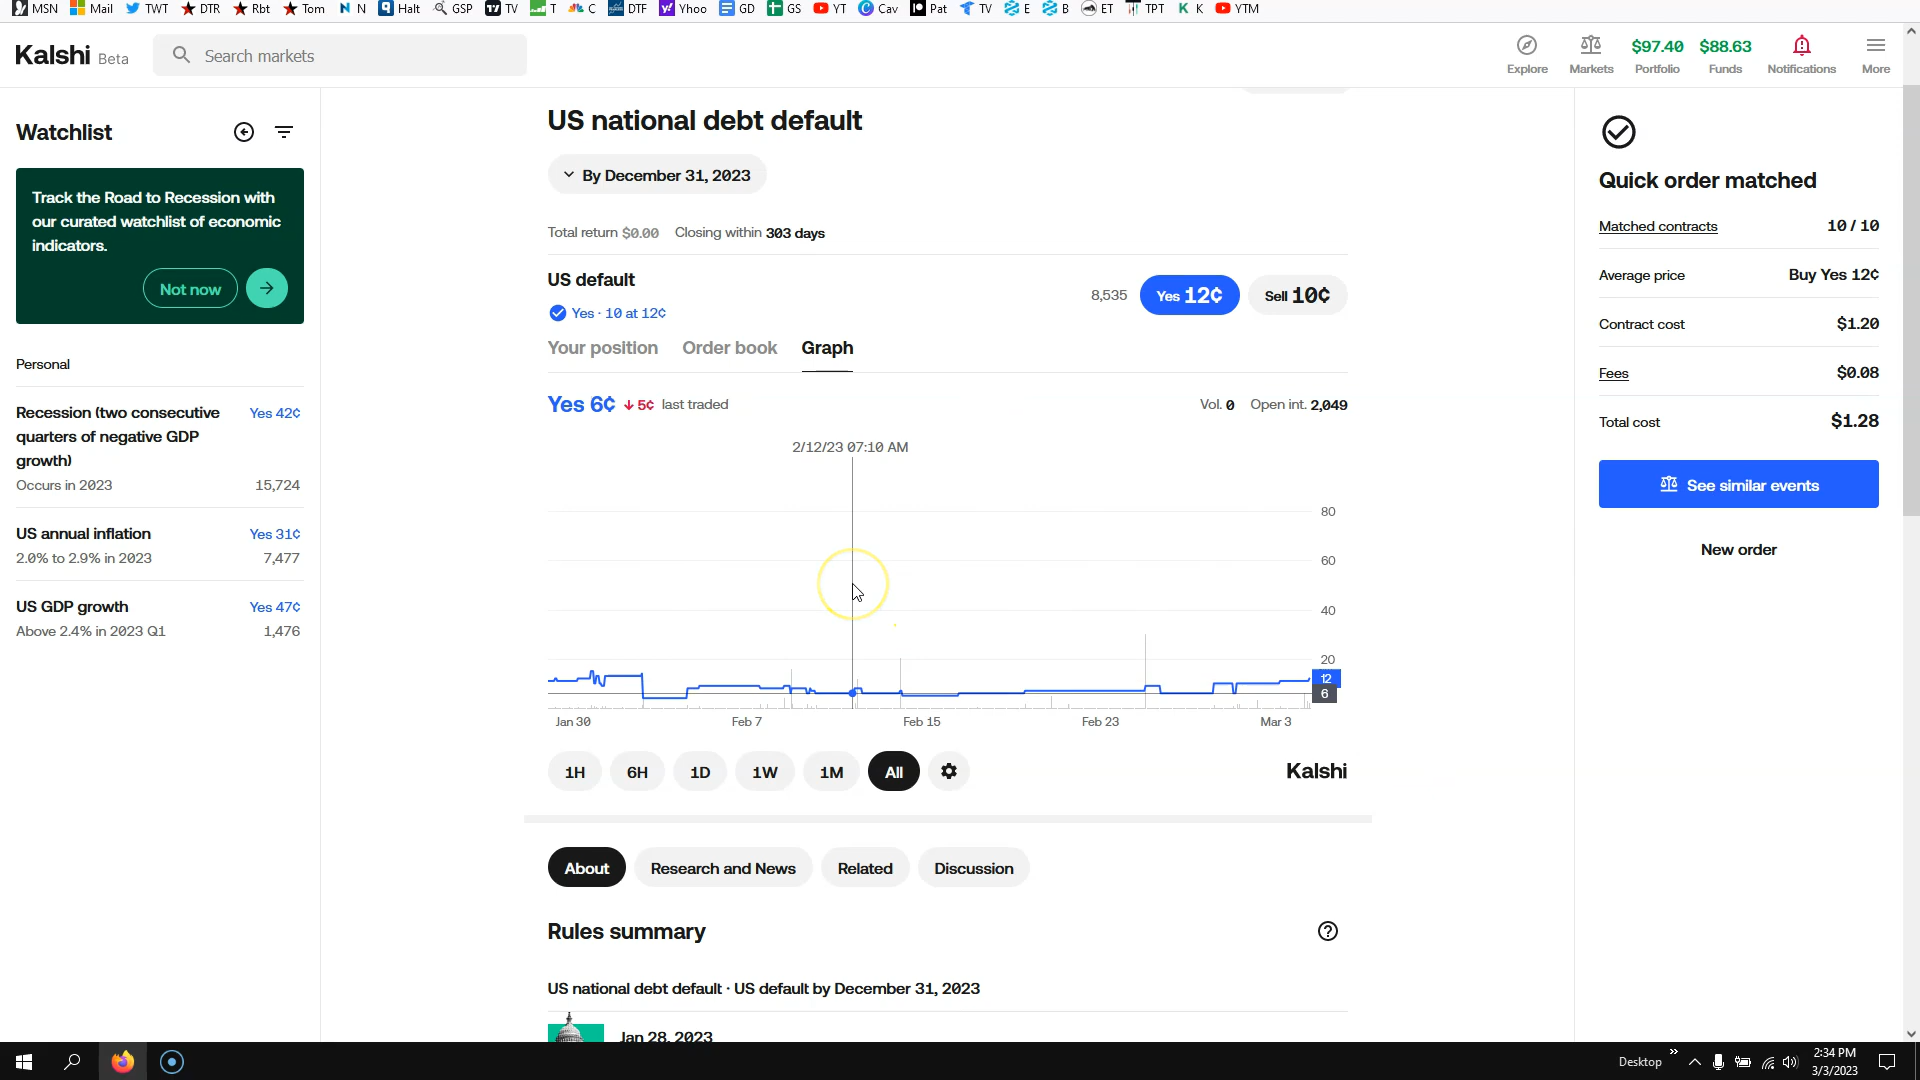 MSN Mail TWT DTR Rbt Tom N Halt GSP TV T C DTF Yhoo GD GS YT Cav Pat TV E B ET TPT K YTM
Kalshi Beta
Search markets
$97.40 $88.63
Explore Markets Portfolio Funds Notifications More
Watchlist
Track the Road to Recession with
our curated watchlist of economic
indicators.
Not now
Personal
Recession (two consecutive
quarters of negative GDP
growth)
Yes 42¢
Occurs in 2023
15,724
US annual inflation
Yes 31¢
2.0% to 2.9% in 2023
7,477
US GDP growth
Yes 47¢
Above 2.4% in 2023 Q1
1,476
US national debt default
By December 31, 2023
Total return $0.00 Closing within 303 days
US default
Yes · 10 at 12¢
8,535
Yes 12¢
Sell 10¢
Your position Order book Graph
Yes 6¢ 5¢ last traded
Vol. 0 Open int. 2,049
2/12/23 07:10 AM
80
60
40
20
12
6
Jan 30 Feb 7 Feb 15 Feb 23 Mar 3
1H 6H 1D 1W 1M All
Kalshi
About Research and News Related Discussion
Rules summary
US national debt default · US default by December 31, 2023
Jan 28, 2023
Quick order matched
Matched contracts 10 / 10
Average price Buy Yes 12¢
Contract cost $1.20
Fees $0.08
Total cost $1.28
See similar events
New order
Desktop
2:34 PM
3/3/2023